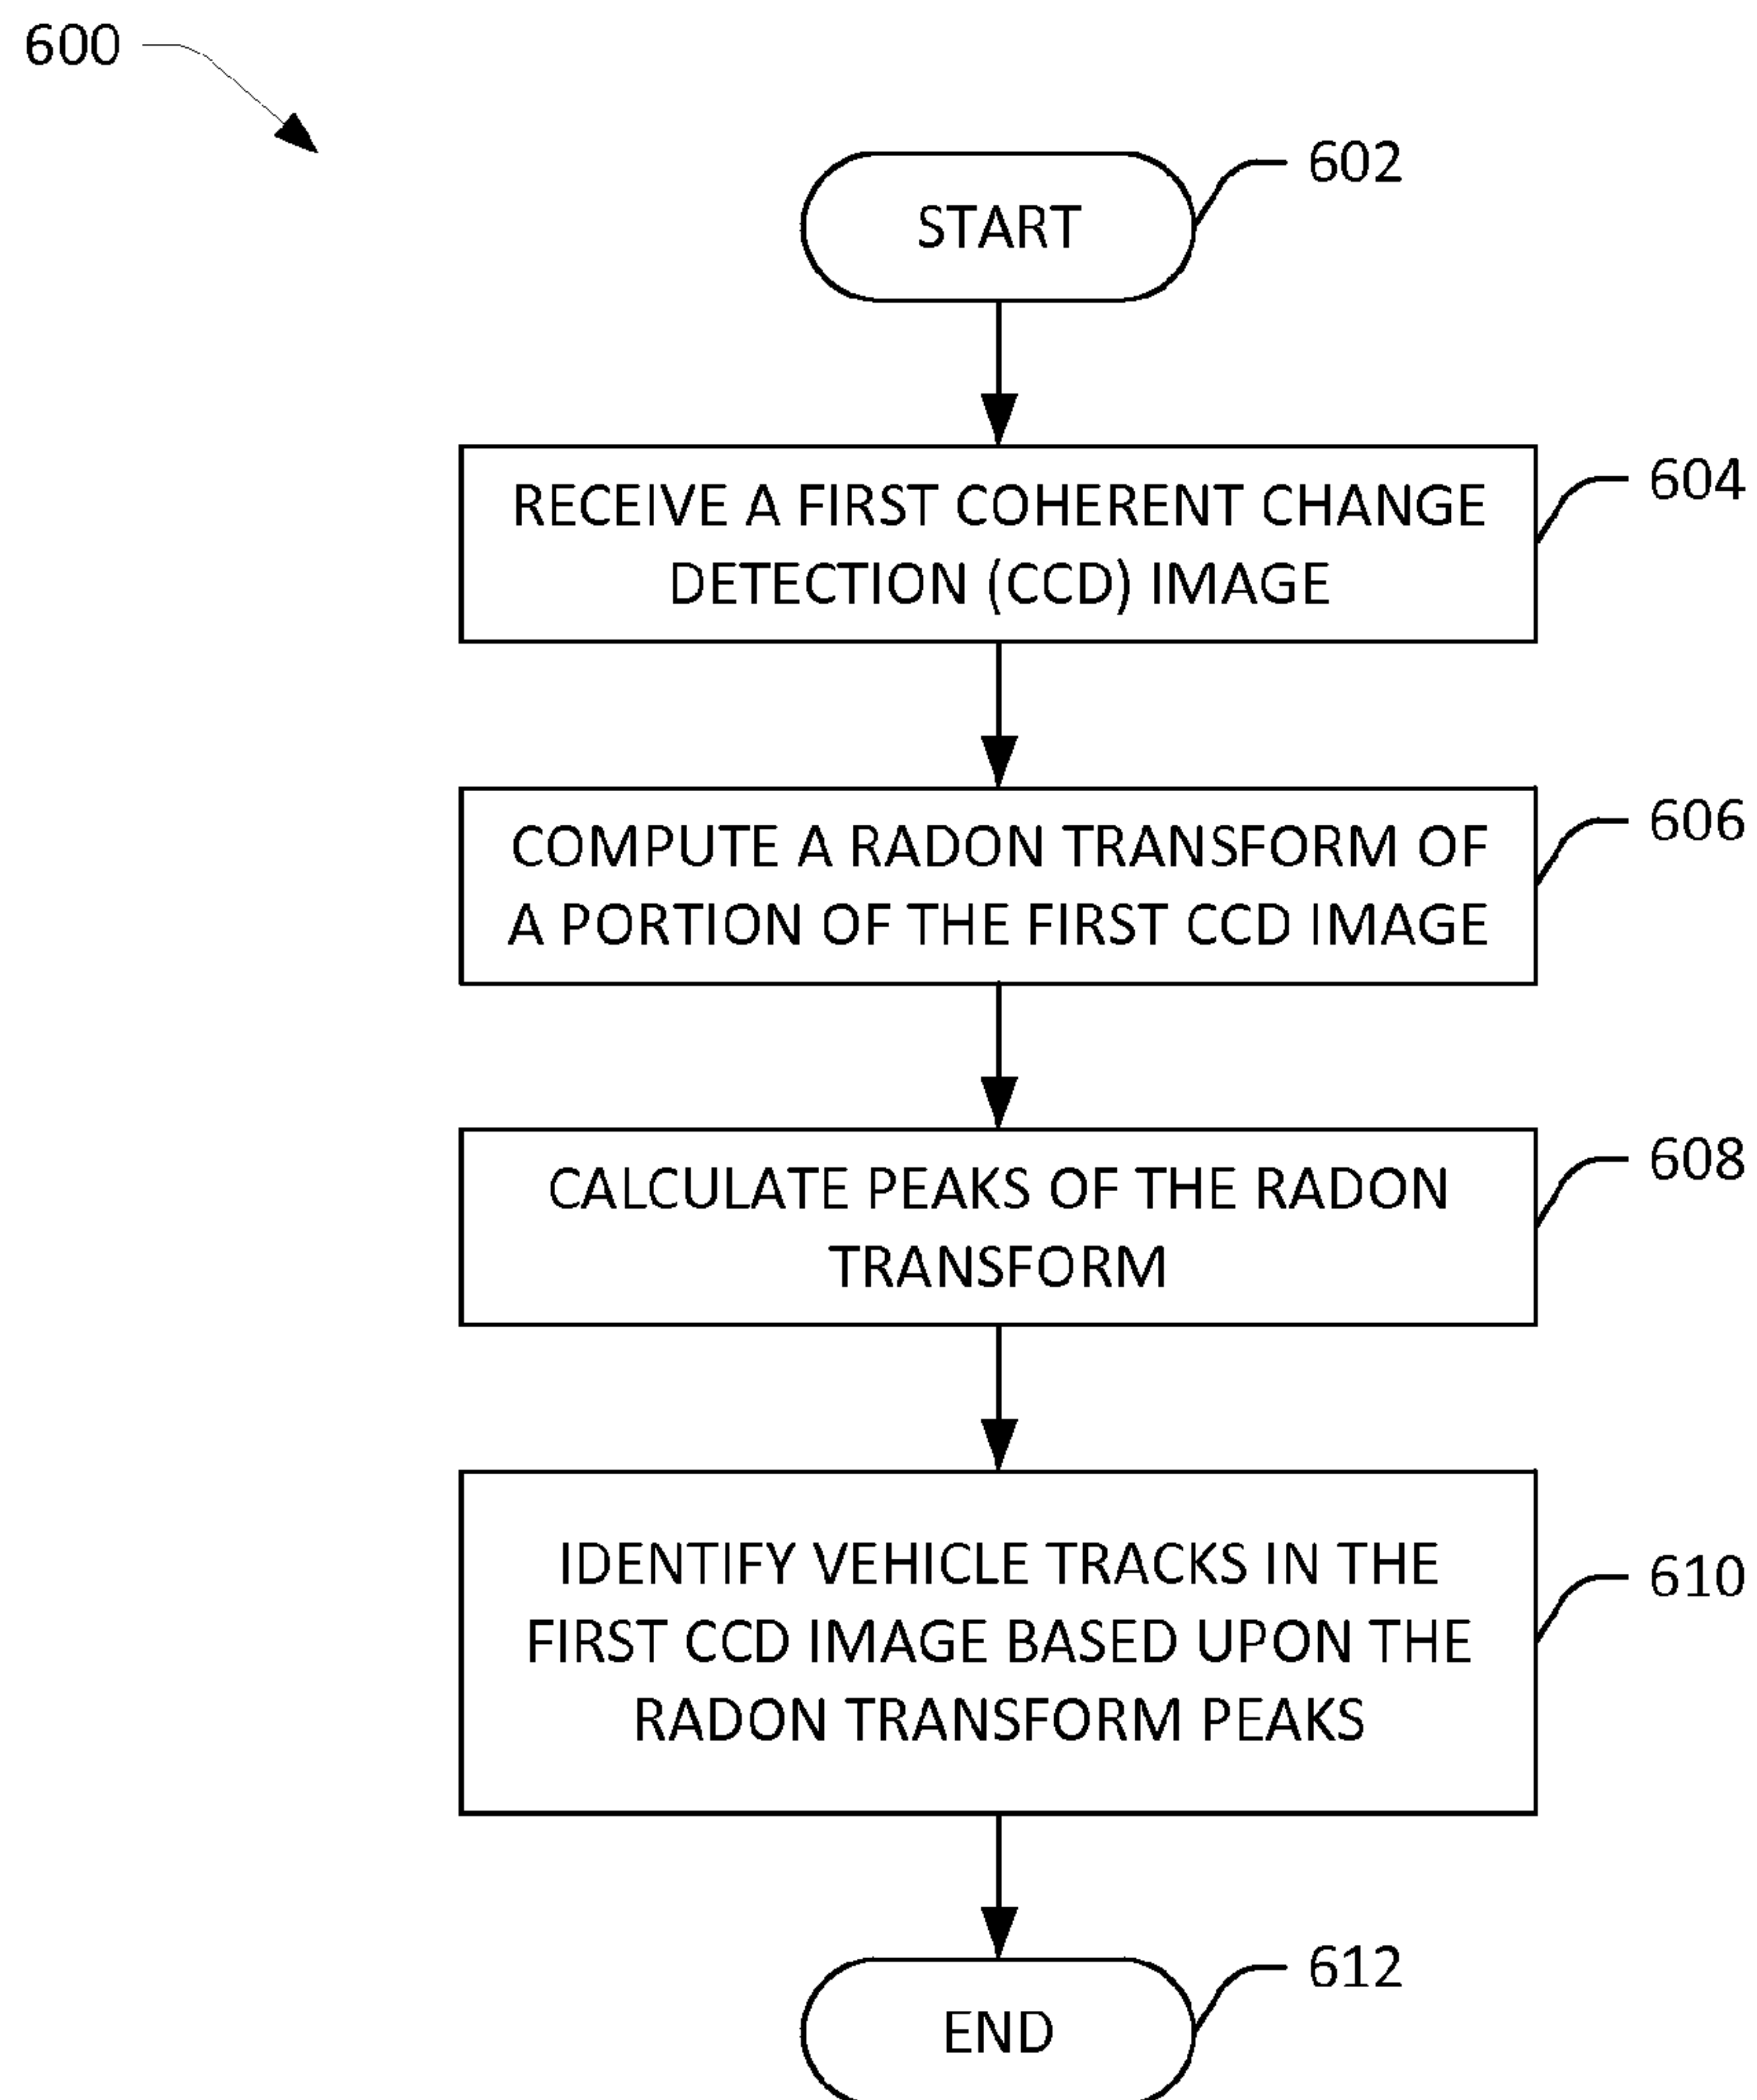 600
602
START
604
RECEIVE A FIRST COHERENT CHANGE
DETECTION (CCD) IMAGE
606
COMPUTE A RADON TRANSFORM OF
A PORTION OF THE FIRST CCD IMAGE
608
CALCULATE PEAKS OF THE RADON
TRANSFORM
610
IDENTIFY VEHICLE TRACKS IN THE
FIRST CCD IMAGE BASED UPON THE
RADON TRANSFORM PEAKS
612
END